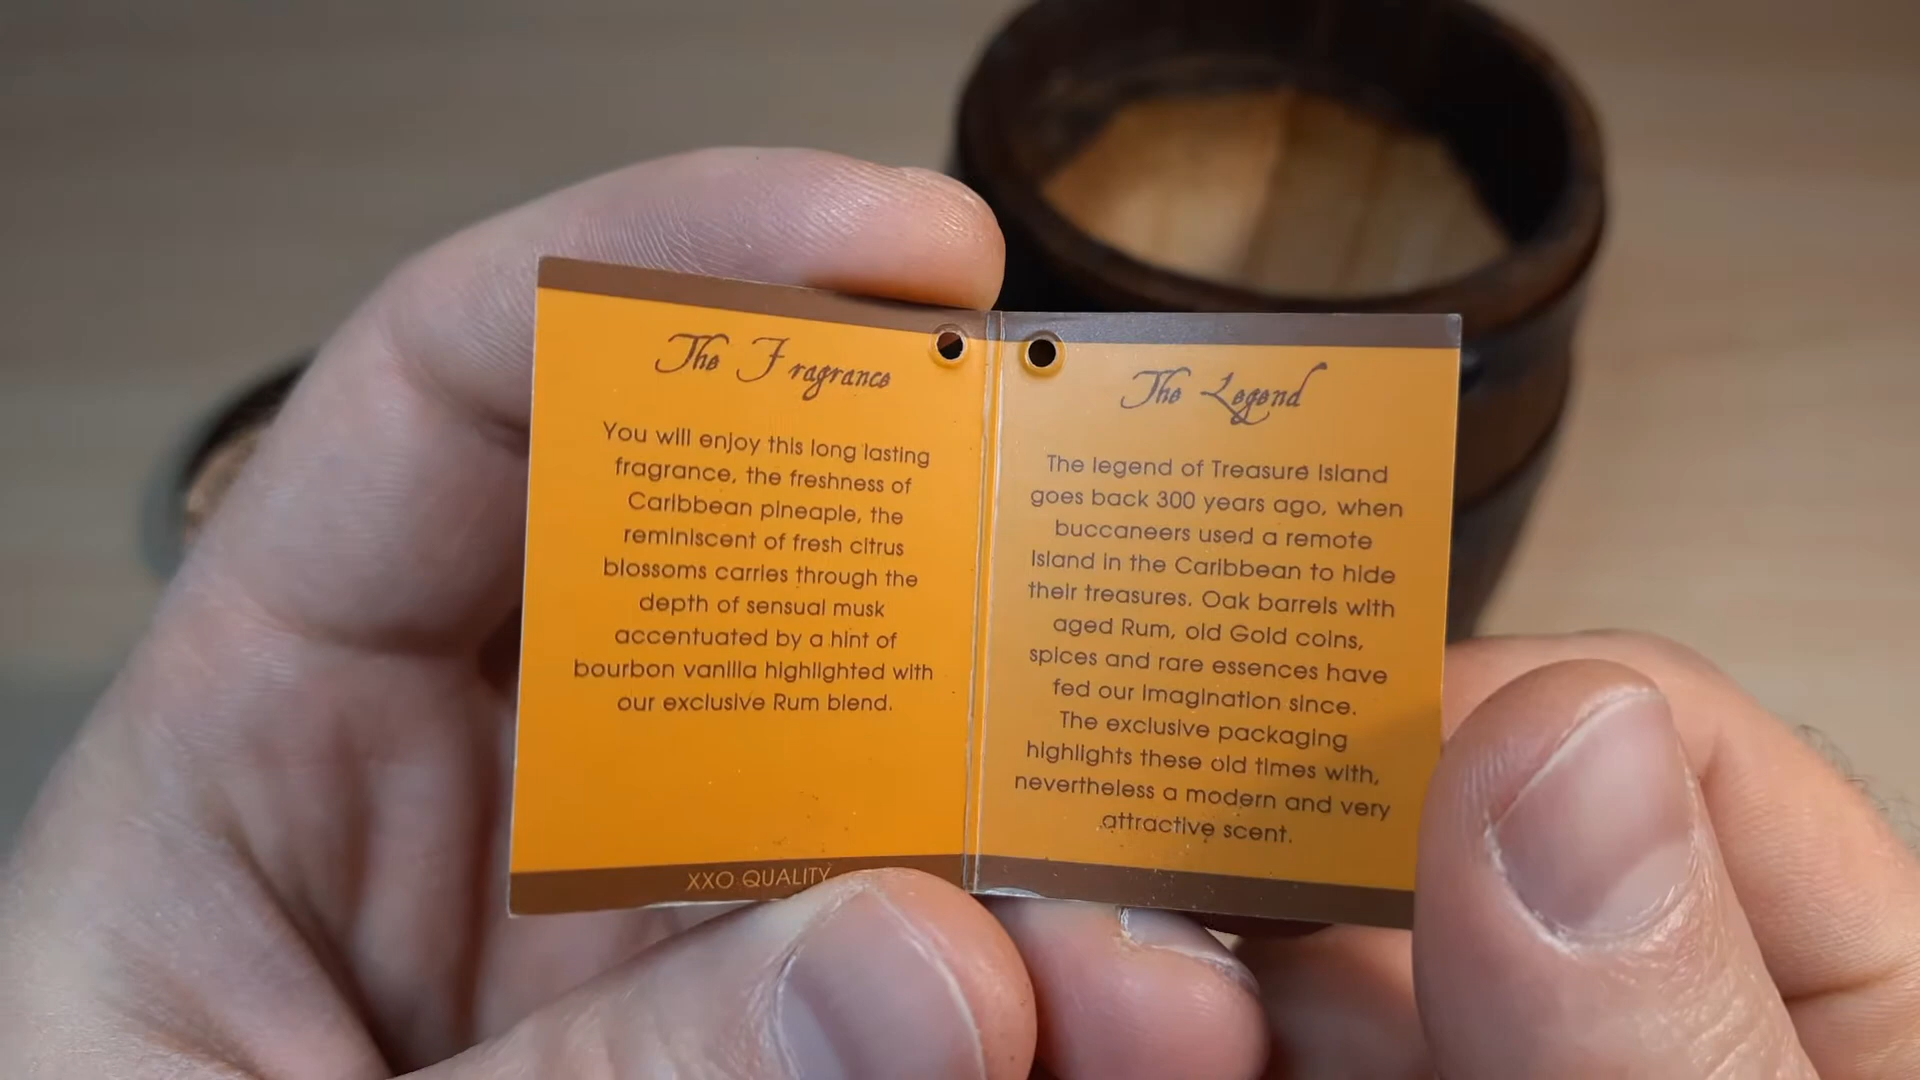 The Fragrance
You will enjoy this long lasting
fragrance, the freshness of
Caribbean pineaple, the
reminiscent of fresh citrus
blossoms carries through the
depth of sensual musk
accentuated by a hint of
bourbon vanilla highlighted with
our exclusive Rum blend.
XXO QUALITY
The Legend
The legend of Treasure Island
goes back 300 years ago, when
buccaneers used a remote
Island in the Caribbean to hide
their treasures. Oak barrels with
aged Rum, old Gold coins,
spices and rare essences have
fed our imagination since.
The exclusive packaging
highlights these old times with,
nevertheless a modern and very
attractive scent.